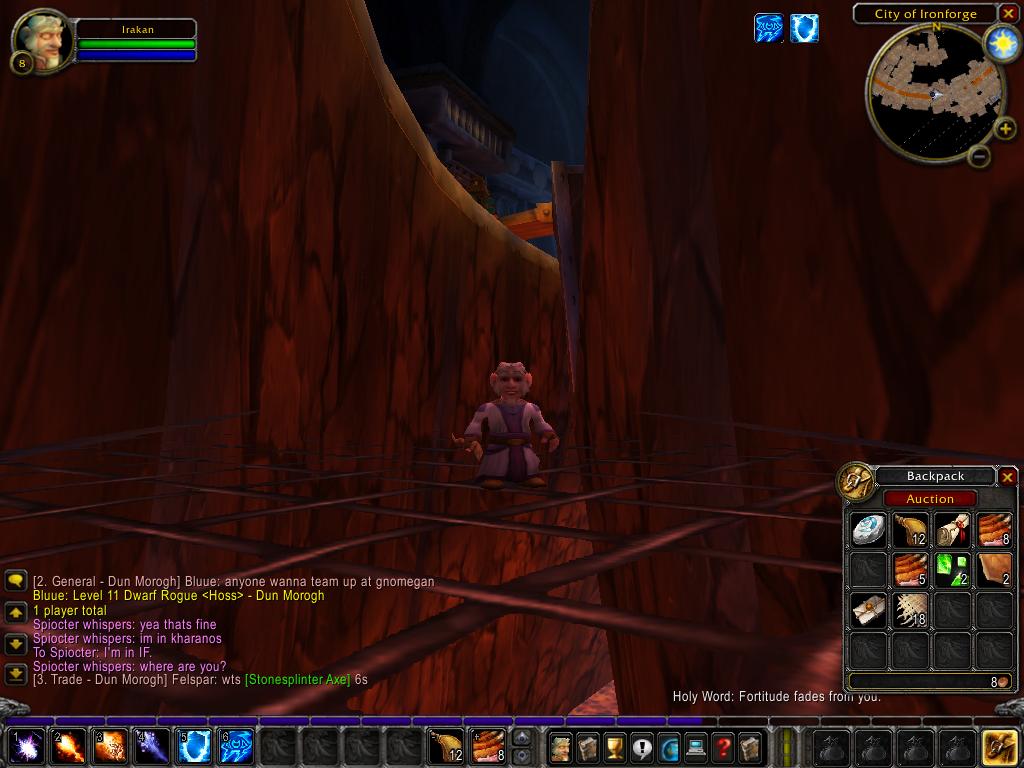 Irakan
8
City of Ironforge
N
Backpack
Auction
12
8
5
2
2
18
8
[2. General - Dun Morogh] Bluue: anyone wanna team up at gnomegan
Bluue: Level 11 Dwarf Rogue <Hoss> - Dun Morogh
1 player total
Spiocter whispers: yea thats fine
Spiocter whispers: im in kharanos
To Spiocter: I'm in IF.
Spiocter whispers: where are you?
[3. Trade - Dun Morogh] Felspar: wts [Stonesplinter Axe] 6s
Holy Word: Fortitude fades from you.
1 2 3 4 5 6 12 8